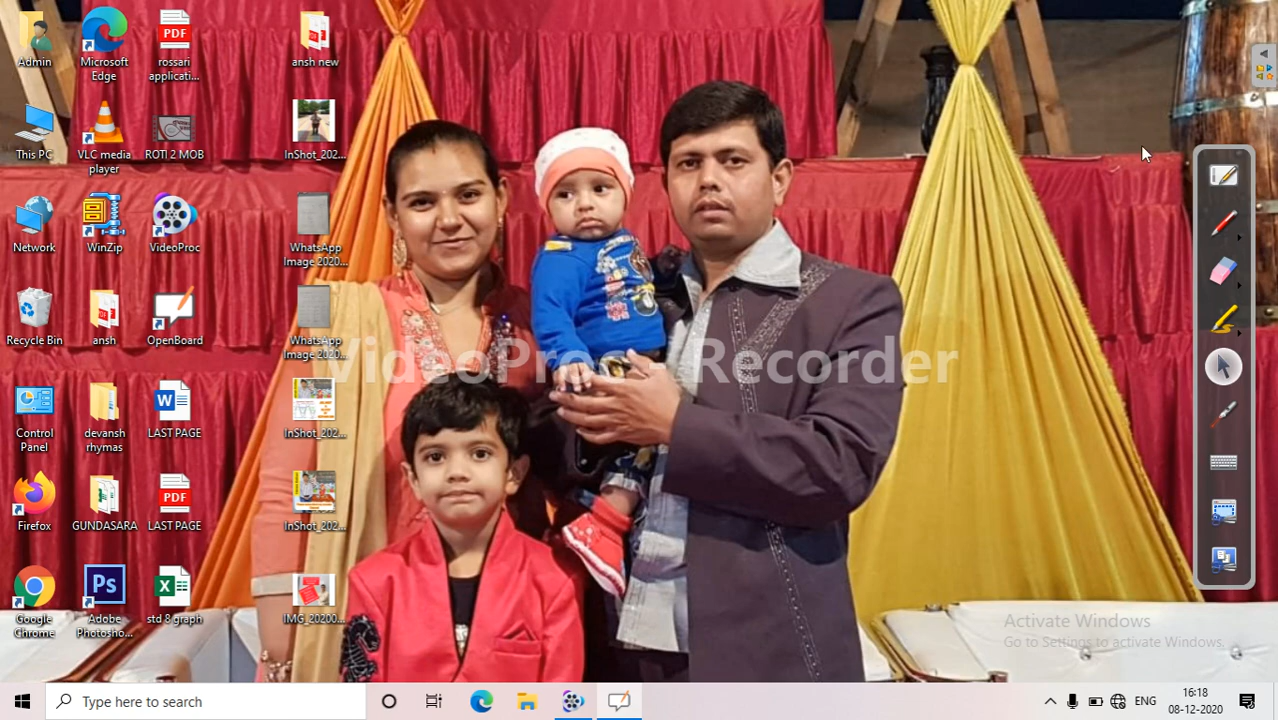 Admin
Microsoft
Edge
PDF
rossari
applicati...
ansh new
This PC
VLC media
player
ROTI 2 MOB
InShot_202...
Network
WinZip
VideoProc
WhatsApp
Image 2020...
Recycle Bin
ansh
OpenBoard
WhatsApp
Image 2020...
VideoProc
Recorder
Control
Panel
devansh
rhymas
W
LAST PAGE
InShot_202...
Firefox
GUNDASARA
PDF
LAST PAGE
InShot_202...
Google
Chrome
Ps
Adobe
Photosho...
X
std 8 graph
IMG_20200...
Activate Windows
Go to Settings to activate Windows.
Type here to search
ENG
16:18
08-12-2020